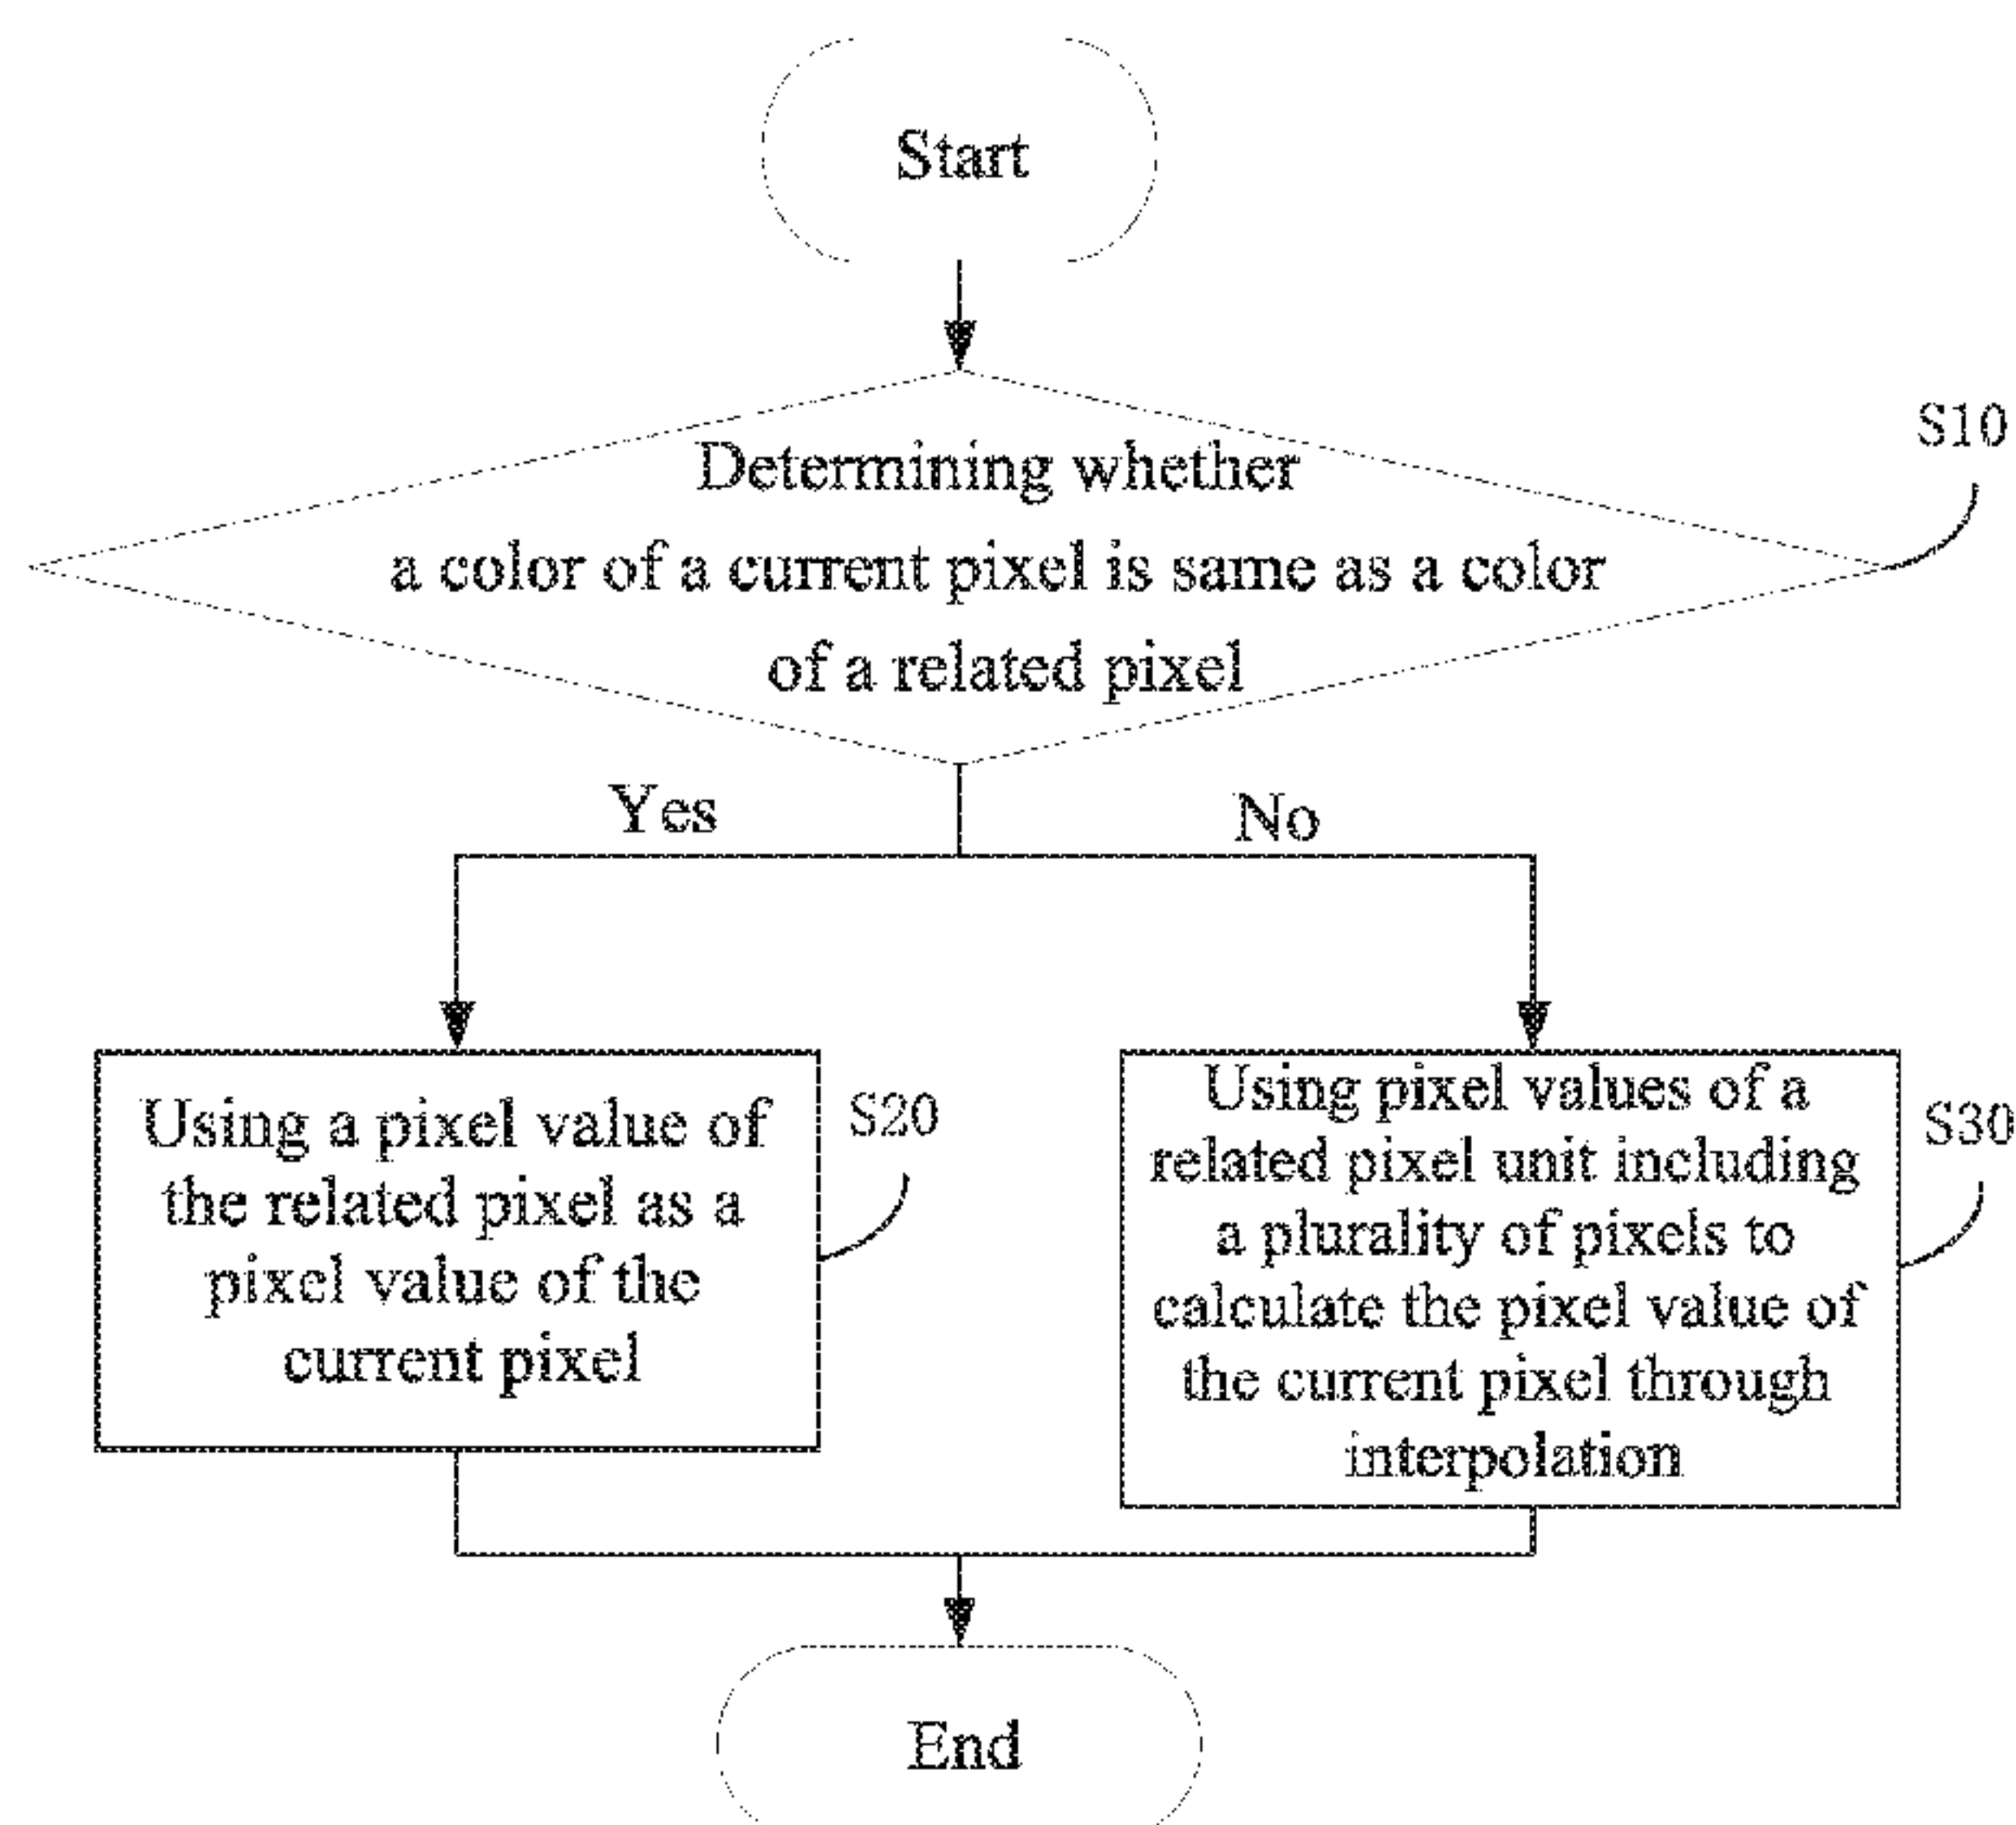 Start
Determining whether
a color of a current pixel is same as a color
of a related pixel
S10
Yes
No
Using a pixel value of
the related pixel as a
pixel value of the
current pixel
S20
Using pixel values of a
related pixel unit including
a plurality of pixels to
calculate the pixel value of
the current pixel through
interpolation
S30
End